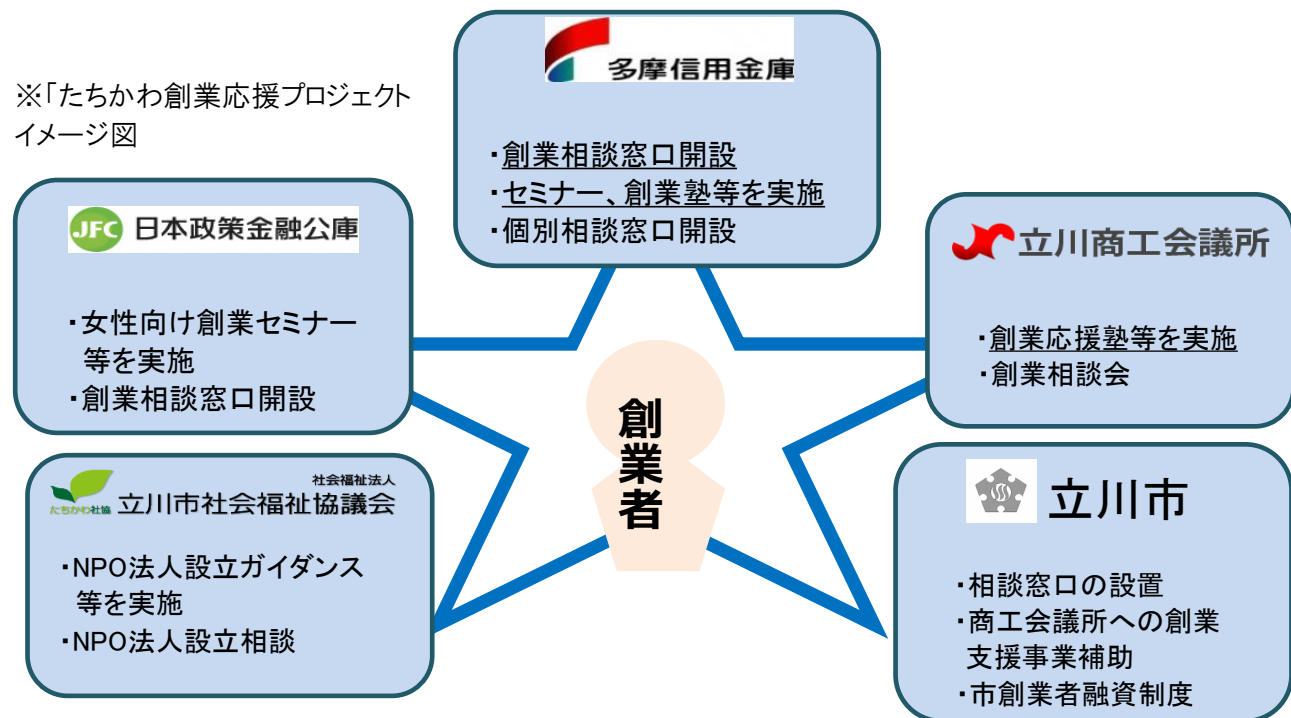 ※「たちかわ創業応援プロジェクト
イメージ図
多摩信用金庫
・創業相談窓口開設
・セミナー、創業塾等を実施
・個別相談窓口開設
JFC 日本政策金融公庫
・女性向け創業セミナー
等を実施
・創業相談窓口開設
立川商工会議所
・創業応援塾等を実施
・創業相談会
創業者
社会福祉法人
たちかわ社協 立川市社会福祉協議会
・NPO法人設立ガイダンス
等を実施
・NPO法人設立相談
立川市
・相談窓口の設置
・商工会議所への創業
支援事業補助
・市創業者融資制度